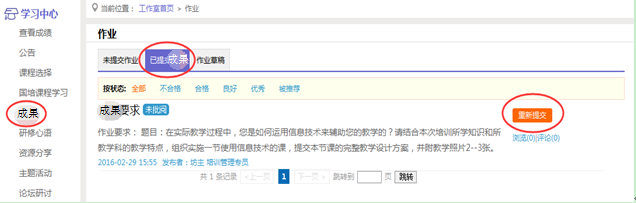 学习中心
查看成绩
公告
课程选择
国培课程学习
成果
研修心语
资源分享
主题活动
论坛研讨
当前位置： 工作室首页 > 作业
作业
未提交作业 已提交成果 作业草稿
按状态: 全部 不合格 合格 良好 优秀 被推荐
成果要求 未批阅
重新提交
作业要求： 题目：在实际教学过程中，您是如何运用信息技术来辅助您的教学的？请结合本次培训所学知识和所
教学科的教学特点，组织实施一节使用信息技术的课，提交本节课的完整教学设计方案，并附教学照片2--3张。
浏览(0)|评论(0)
2016-02-29 15:55 发布者：坊主 培训管理专员
共 1 条记录 «上一页 1 下一页» 跳转到 页 跳转